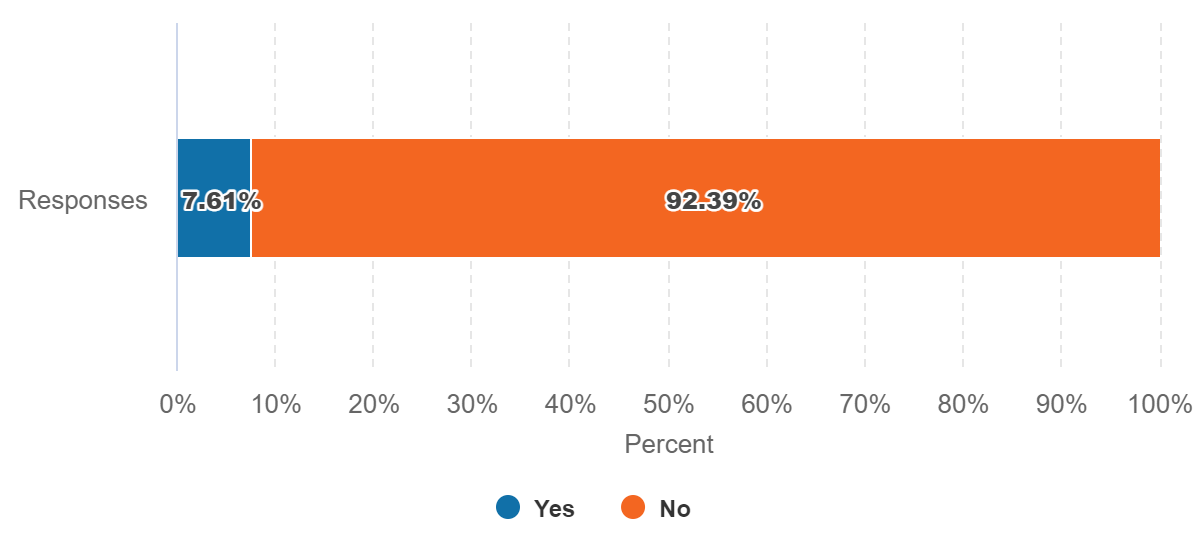 Responses
7.61%
92.39%
0% 10% 20% 30% 40% 50% 60% 70% 80% 90% 100%
Percent
Yes No